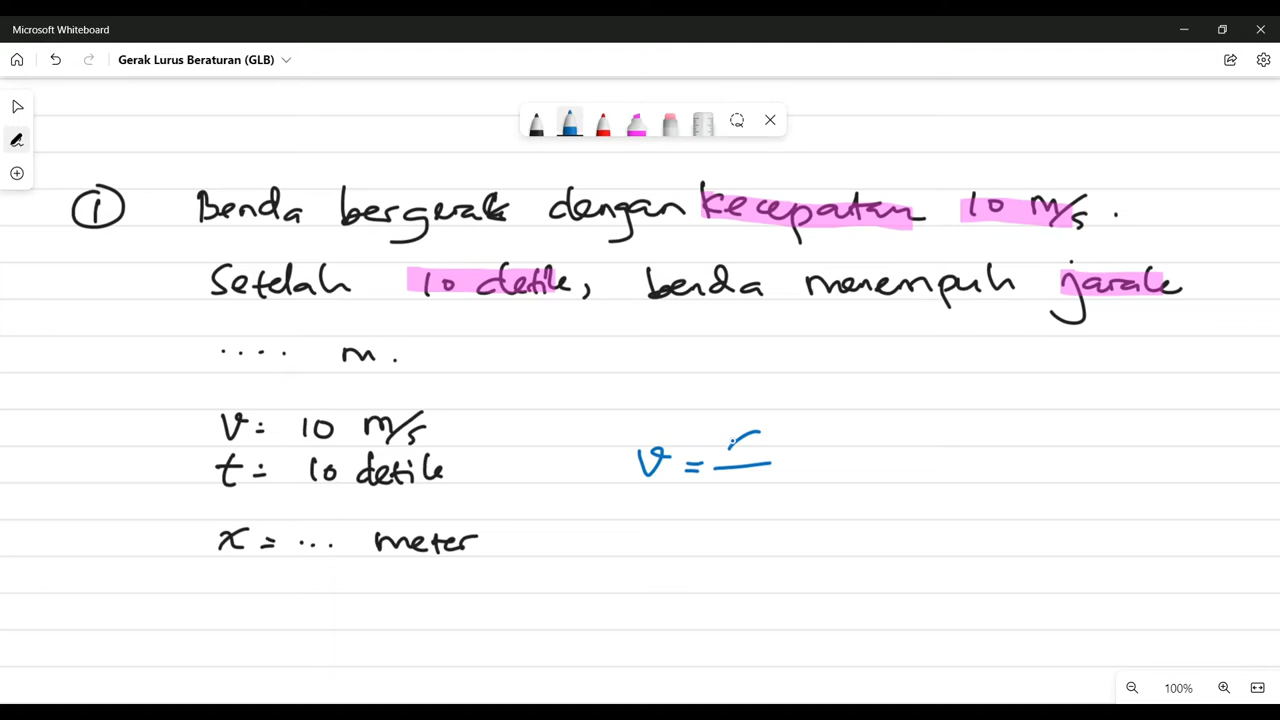 Microsoft Whiteboard
Gerak Lurus Beraturan (GLB)
① Benda bergerak dengan kecepatan 10 m/s.
Setelah 10 detik, benda menempuh jarak
.... m.
v = 10 m/s
t = 10 detik
v =
x = ... meter
100%